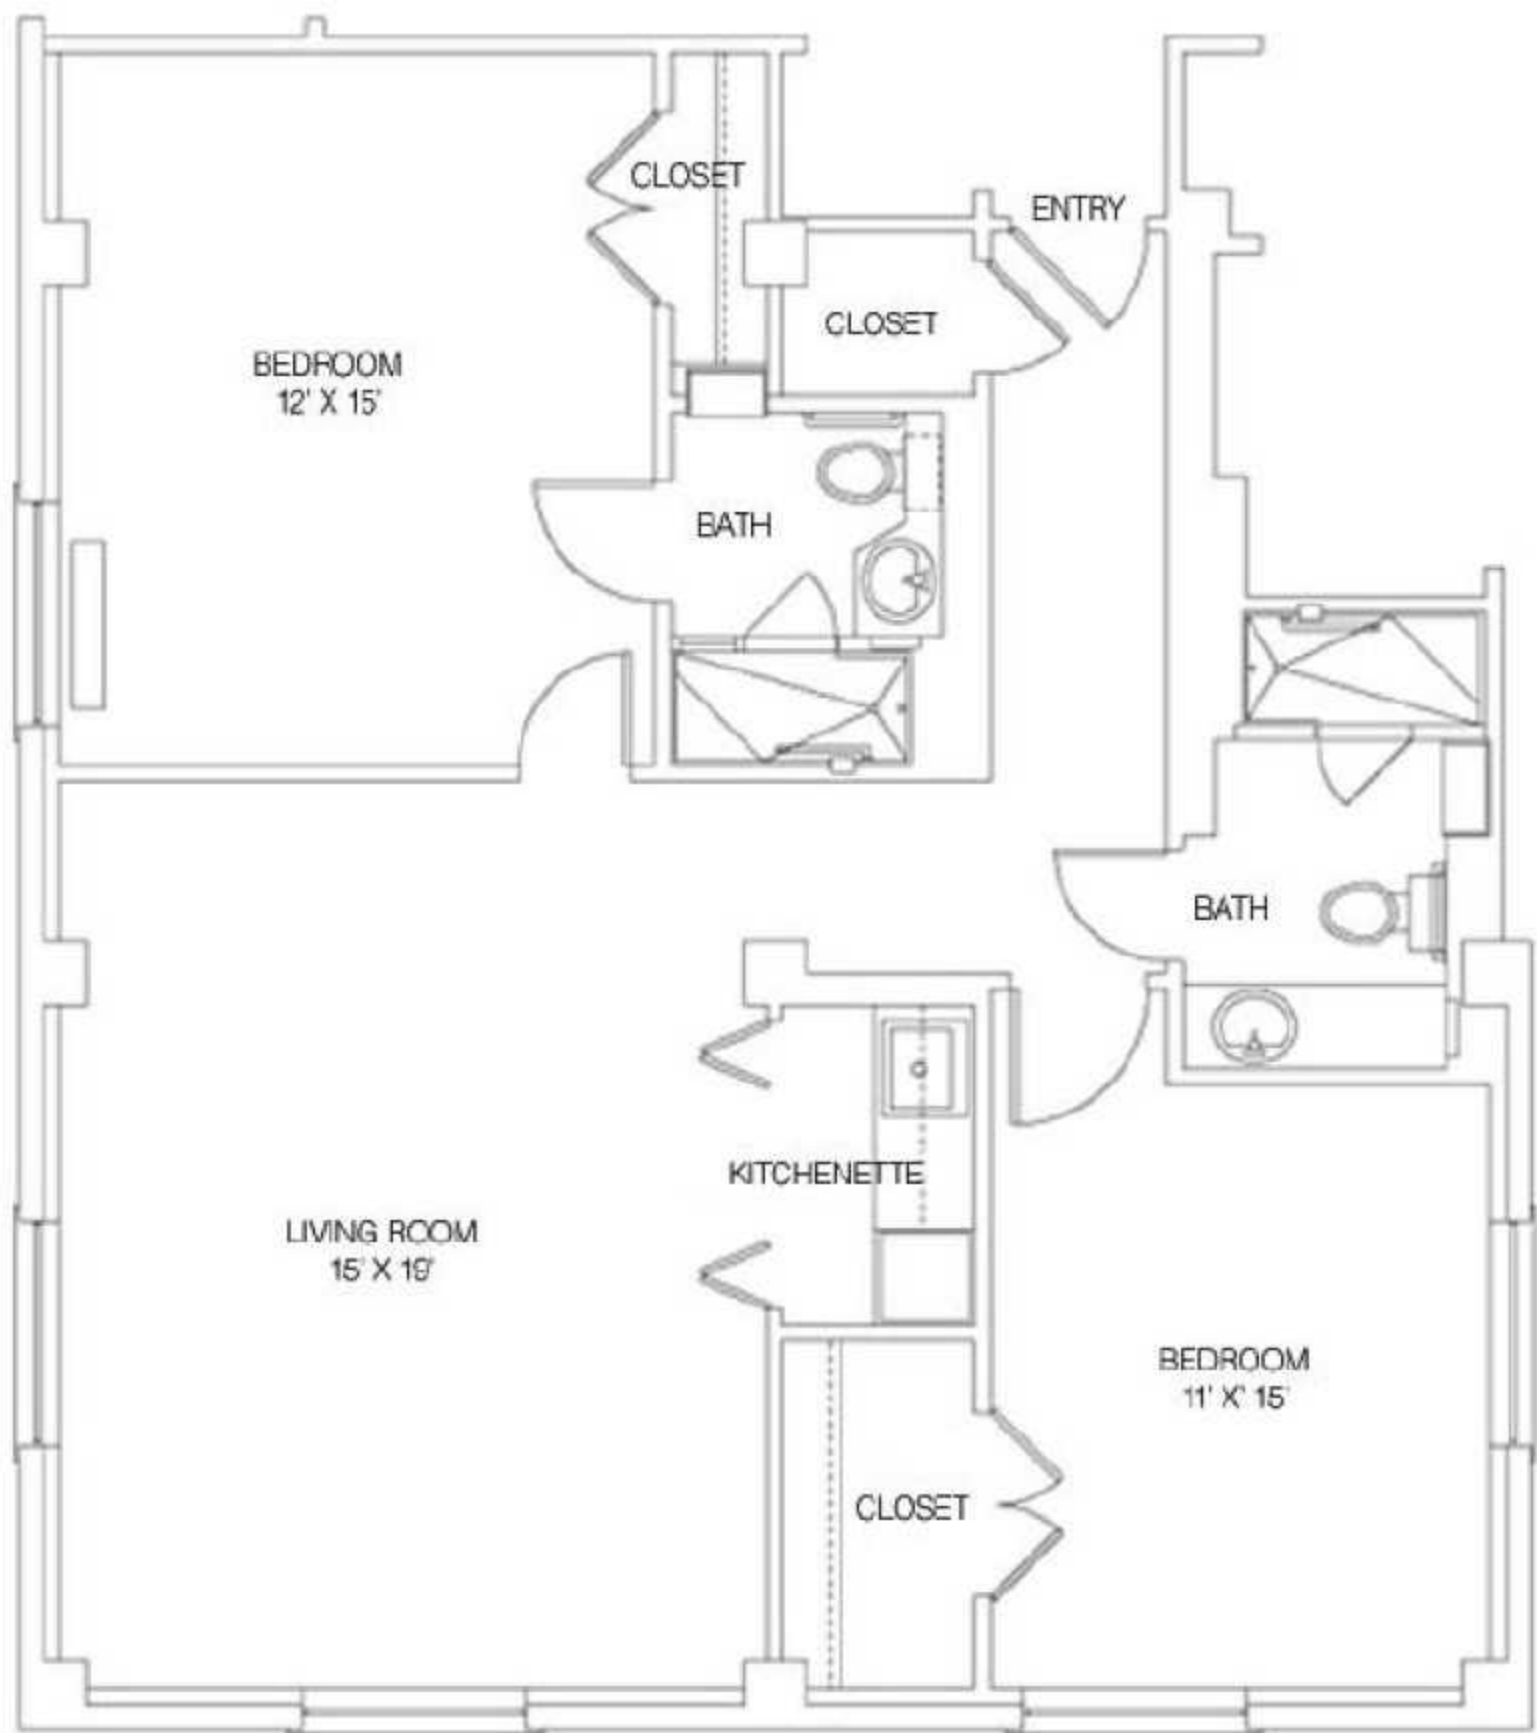 CLOSET
ENTRY
CLOSET
BEDROOM
12' X 15'
BATH
BATH
KITCHENETTE
LIVING ROOM
15' X 19'
BEDROOM
11' X' 15'
CLOSET